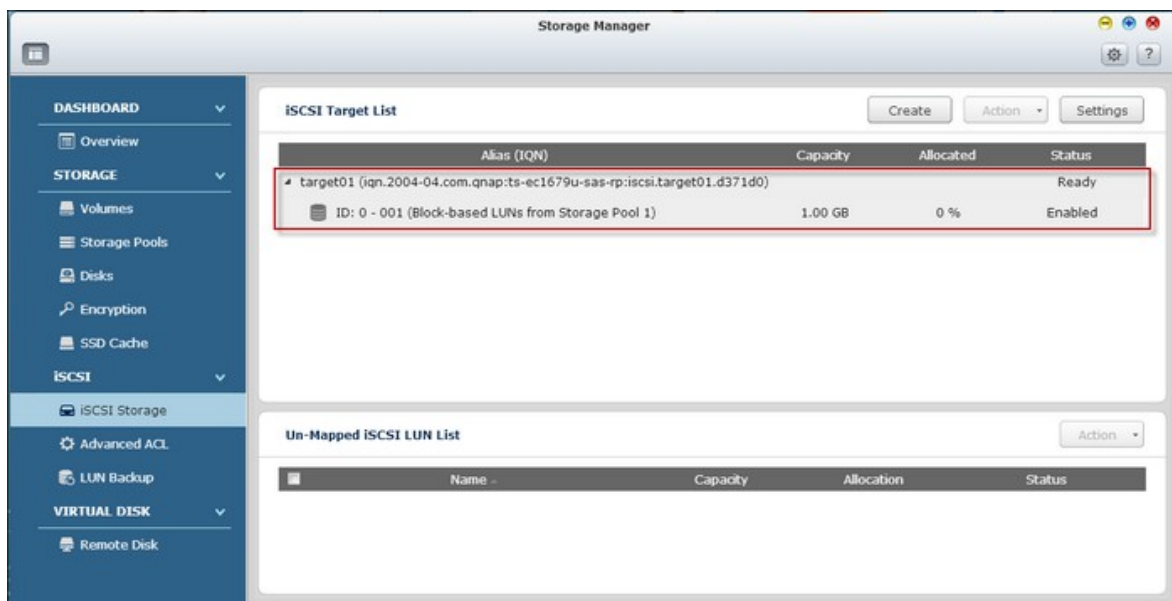 Storage Manager
?
DASHBOARD
Overview
STORAGE
Volumes
Storage Pools
Disks
Encryption
SSD Cache
iSCSI
iSCSI Storage
Advanced ACL
LUN Backup
VIRTUAL DISK
Remote Disk
iSCSI Target List
Create Action Settings
Alias (IQN) Capacity Allocated Status
target01 (iqn.2004-04.com.qnap:ts-ec1679u-sas-rp:iscsi.target01.d371d0) Ready
ID: 0 - 001 (Block-based LUNs from Storage Pool 1) 1.00 GB 0 % Enabled
Un-Mapped iSCSI LUN List
Action
Name Capacity Allocation Status